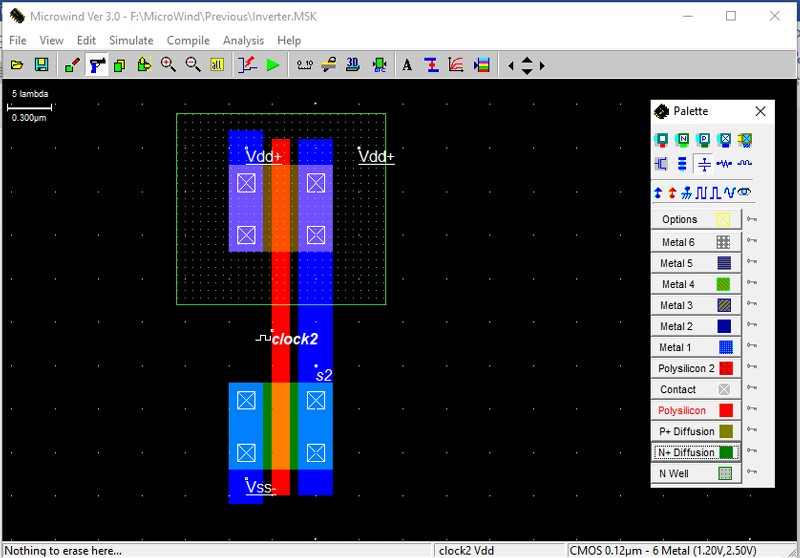 Microwind Ver 3.0 - F:\MicroWind\Previous\Inverter.MSK
File View Edit Simulate Compile Analysis Help
5 lambda
0.300µm
Palette
Vdd+ Vdd+
Options
Metal 6
Metal 5
Metal 4
Metal 3
Metal 2
Metal 1
Polysilicon 2
Contact
Polysilicon
P+ Diffusion
N+ Diffusion
N Well
clock2
s2
Vss-
Nothing to erase here...
clock2 Vdd
CMOS 0.12µm - 6 Metal (1.20V,2.50V)